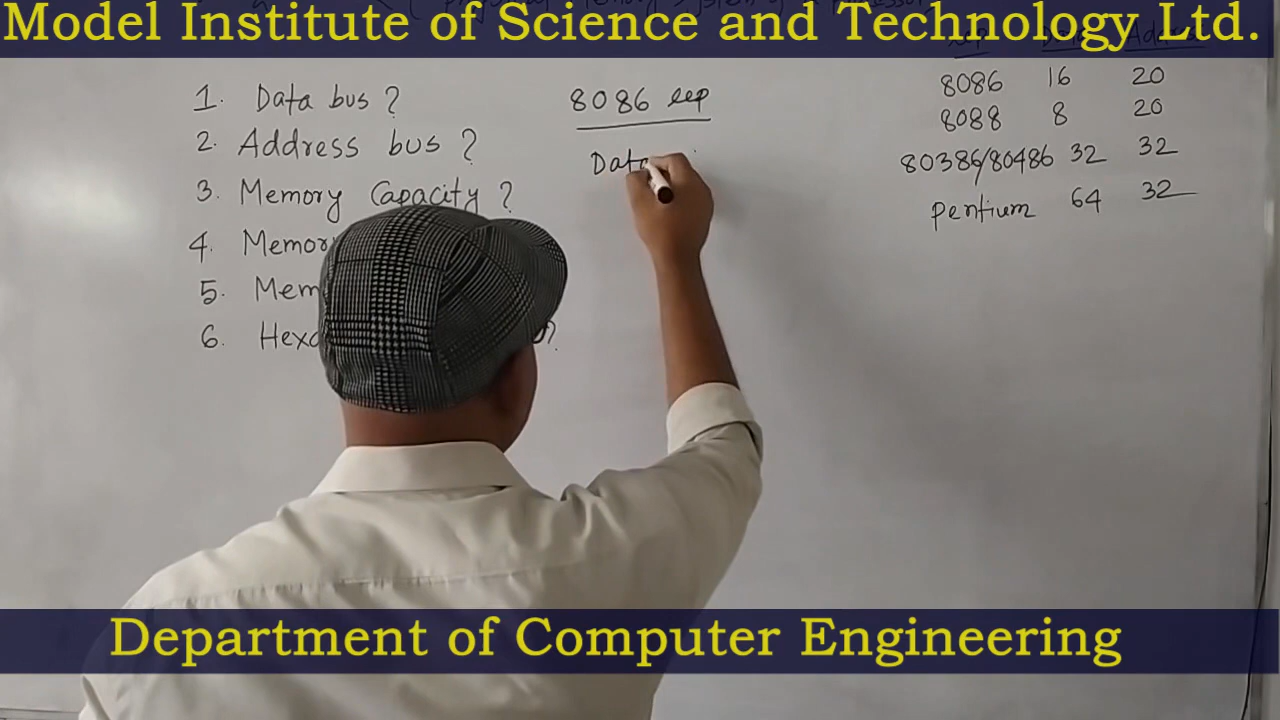 Model Institute of Science and Technology Ltd.
1. Data bus ?
2. Address bus ?
3. Memory Capacity ?
4. Memor
5. Mem
6. Hexa ?
8086 up
Data
8086 16 20
8088 8 20
80386/80486 32 32
pentium 64 32
Department of Computer Engineering